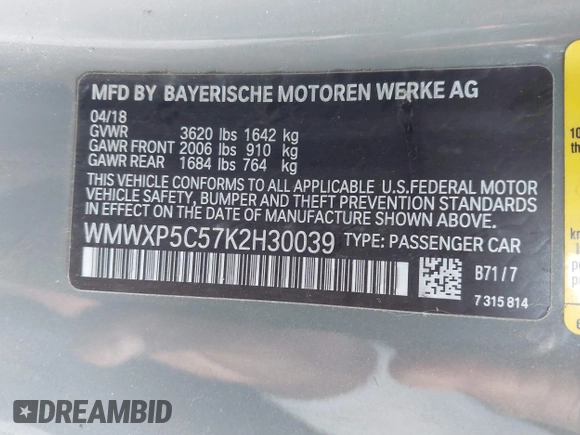 MFD BY BAYERISCHE MOTOREN WERKE AG
04/18
GVWR 3620 lbs 1642 kg
GAWR FRONT 2006 lbs 910 kg
GAWR REAR 1684 lbs 764 kg
THIS VEHICLE CONFORMS TO ALL APPLICABLE U.S.FEDERAL MOTOR
VEHICLE SAFETY, BUMPER AND THEFT PREVENTION STANDARDS
IN EFFECT ON THE DATE OF MANUFACTURE SHOWN ABOVE.
WMWXP5C57K2H30039 TYPE: PASSENGER CAR
B71/7
7 315 814
10
th
DREAMBID